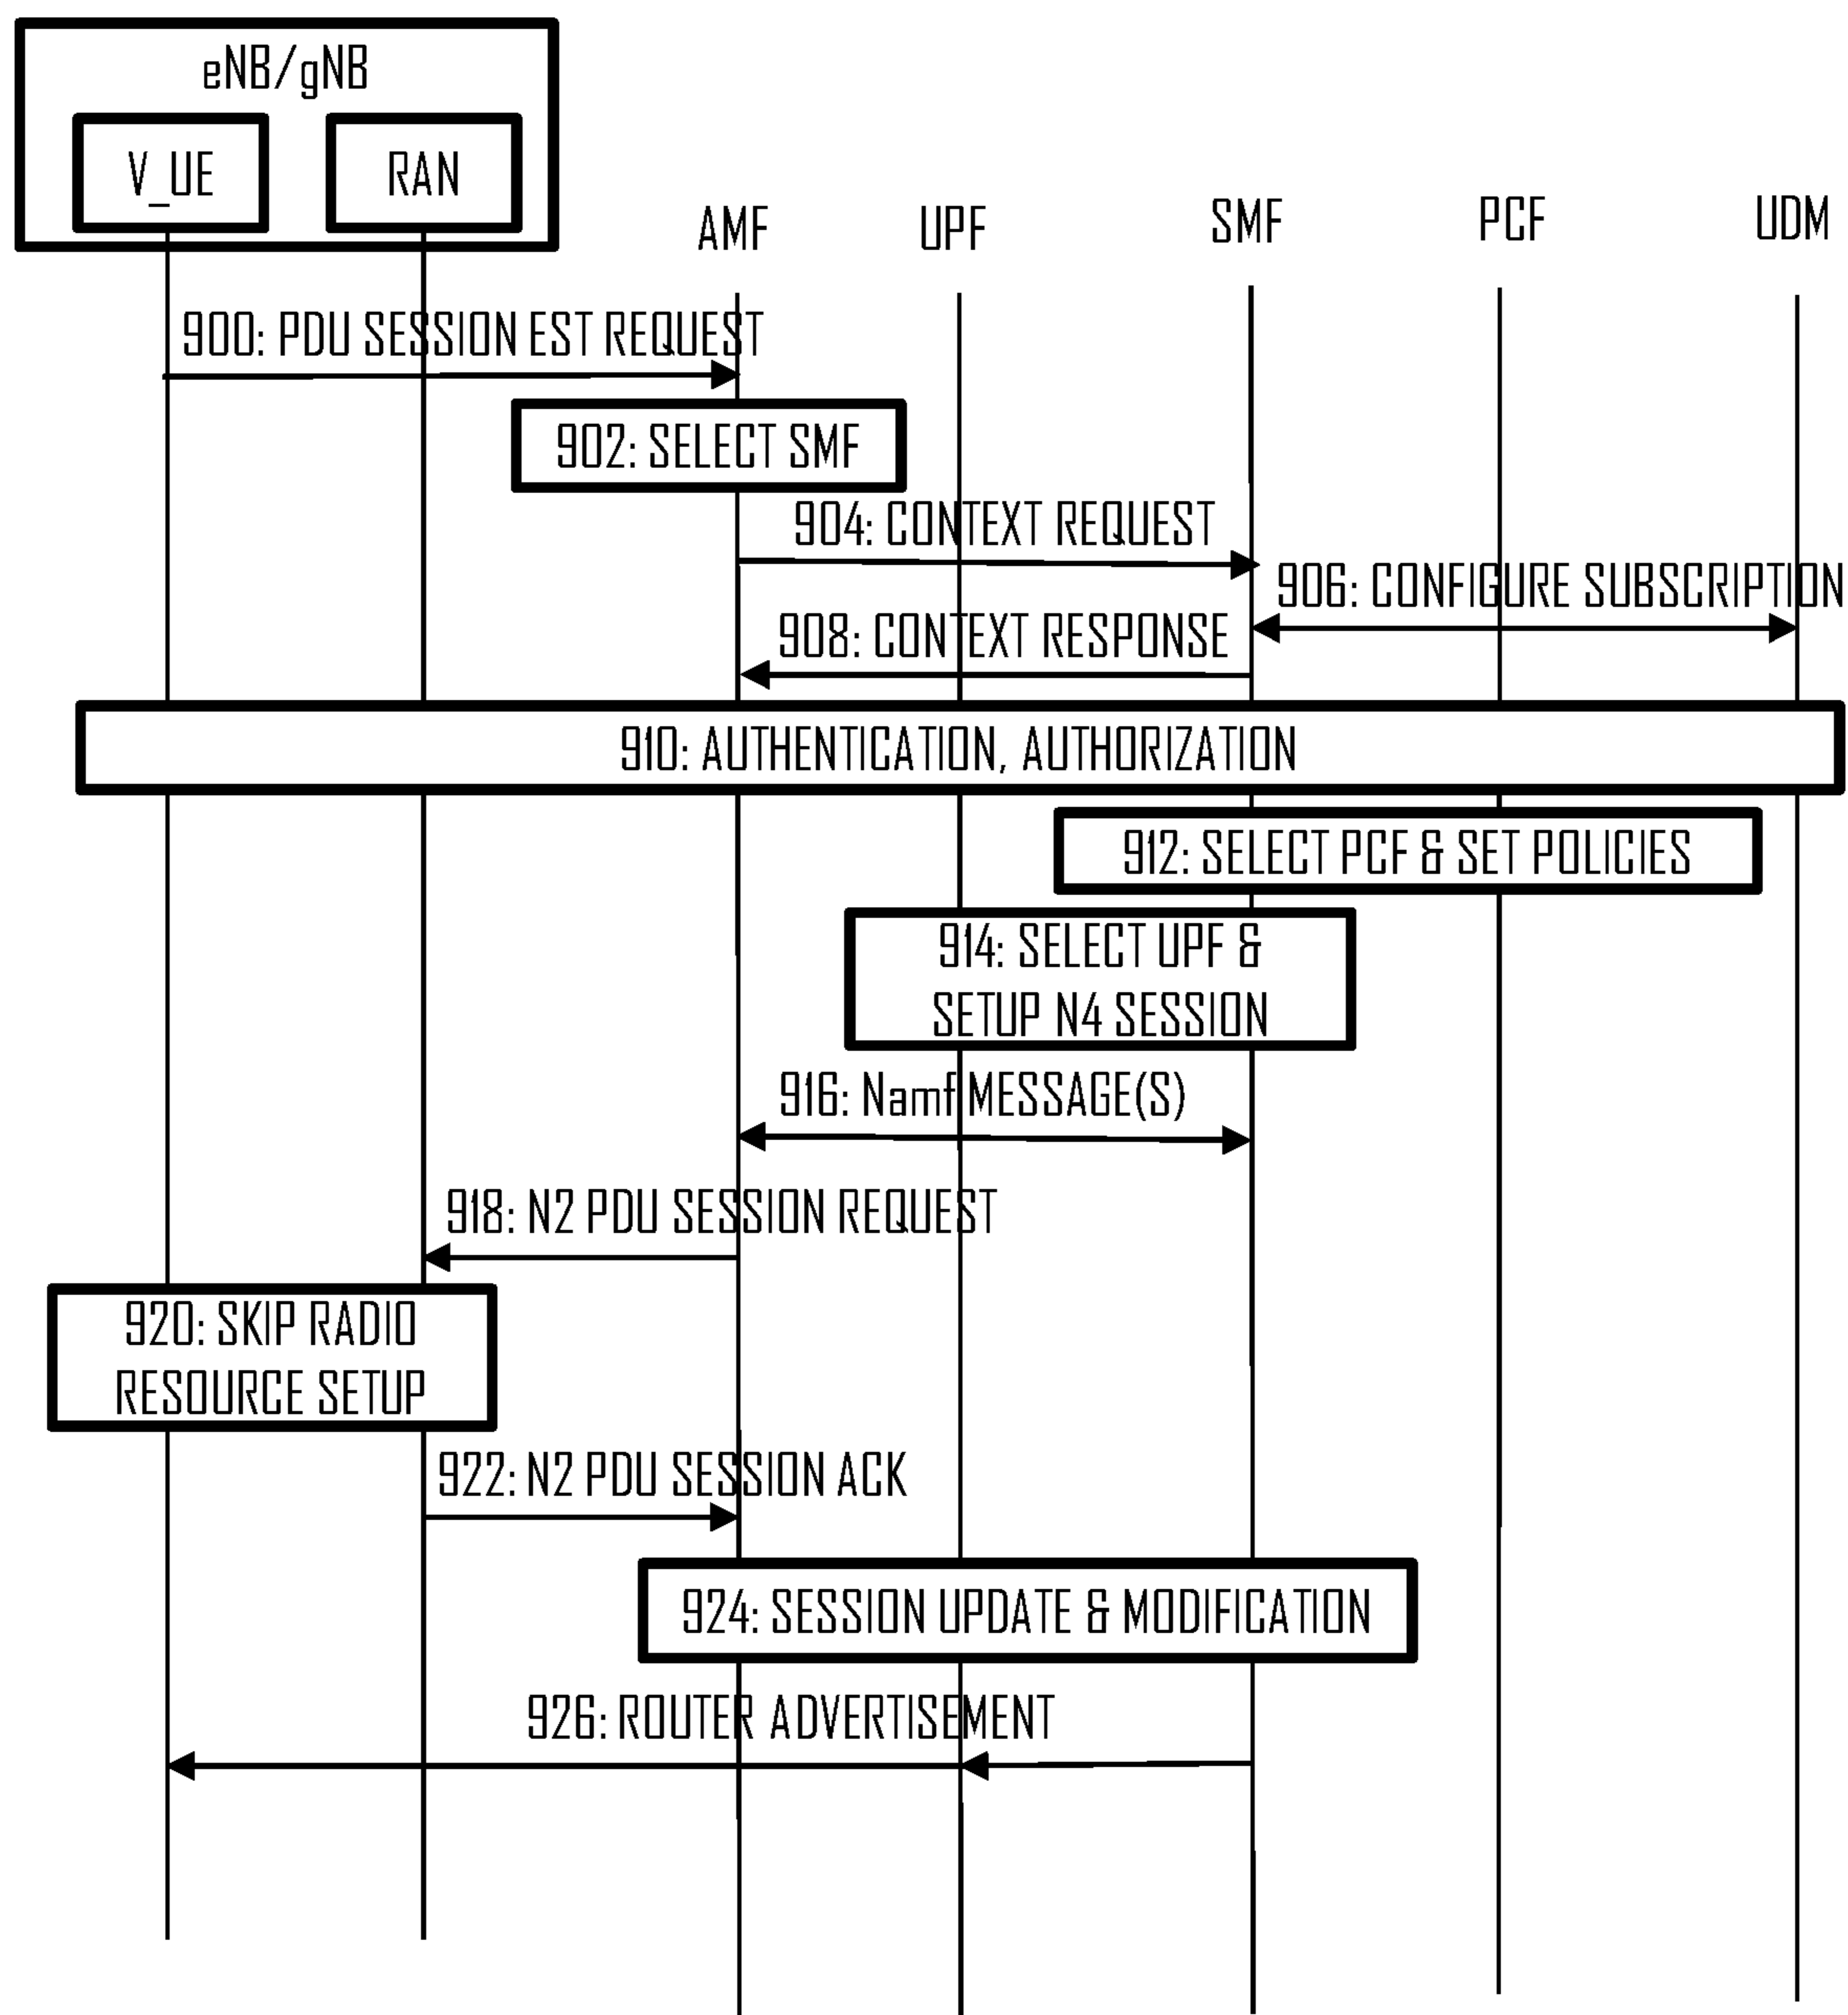 eNB/gNB
V_UE
RAN
AMF
UPF
SMF
PCF
UDM
900: PDU SESSION EST REQUEST
902: SELECT SMF
904: CONTEXT REQUEST
906: CONFIGURE SUBSCRIPTION
908: CONTEXT RESPONSE
910: AUTHENTICATION, AUTHORIZATION
912: SELECT PCF & SET POLICIES
914: SELECT UPF &
SETUP N4 SESSION
916: Namf MESSAGE(S)
918: N2 PDU SESSION REQUEST
920: SKIP RADIO
RESOURCE SETUP
922: N2 PDU SESSION ACK
924: SESSION UPDATE & MODIFICATION
926: ROUTER ADVERTISEMENT